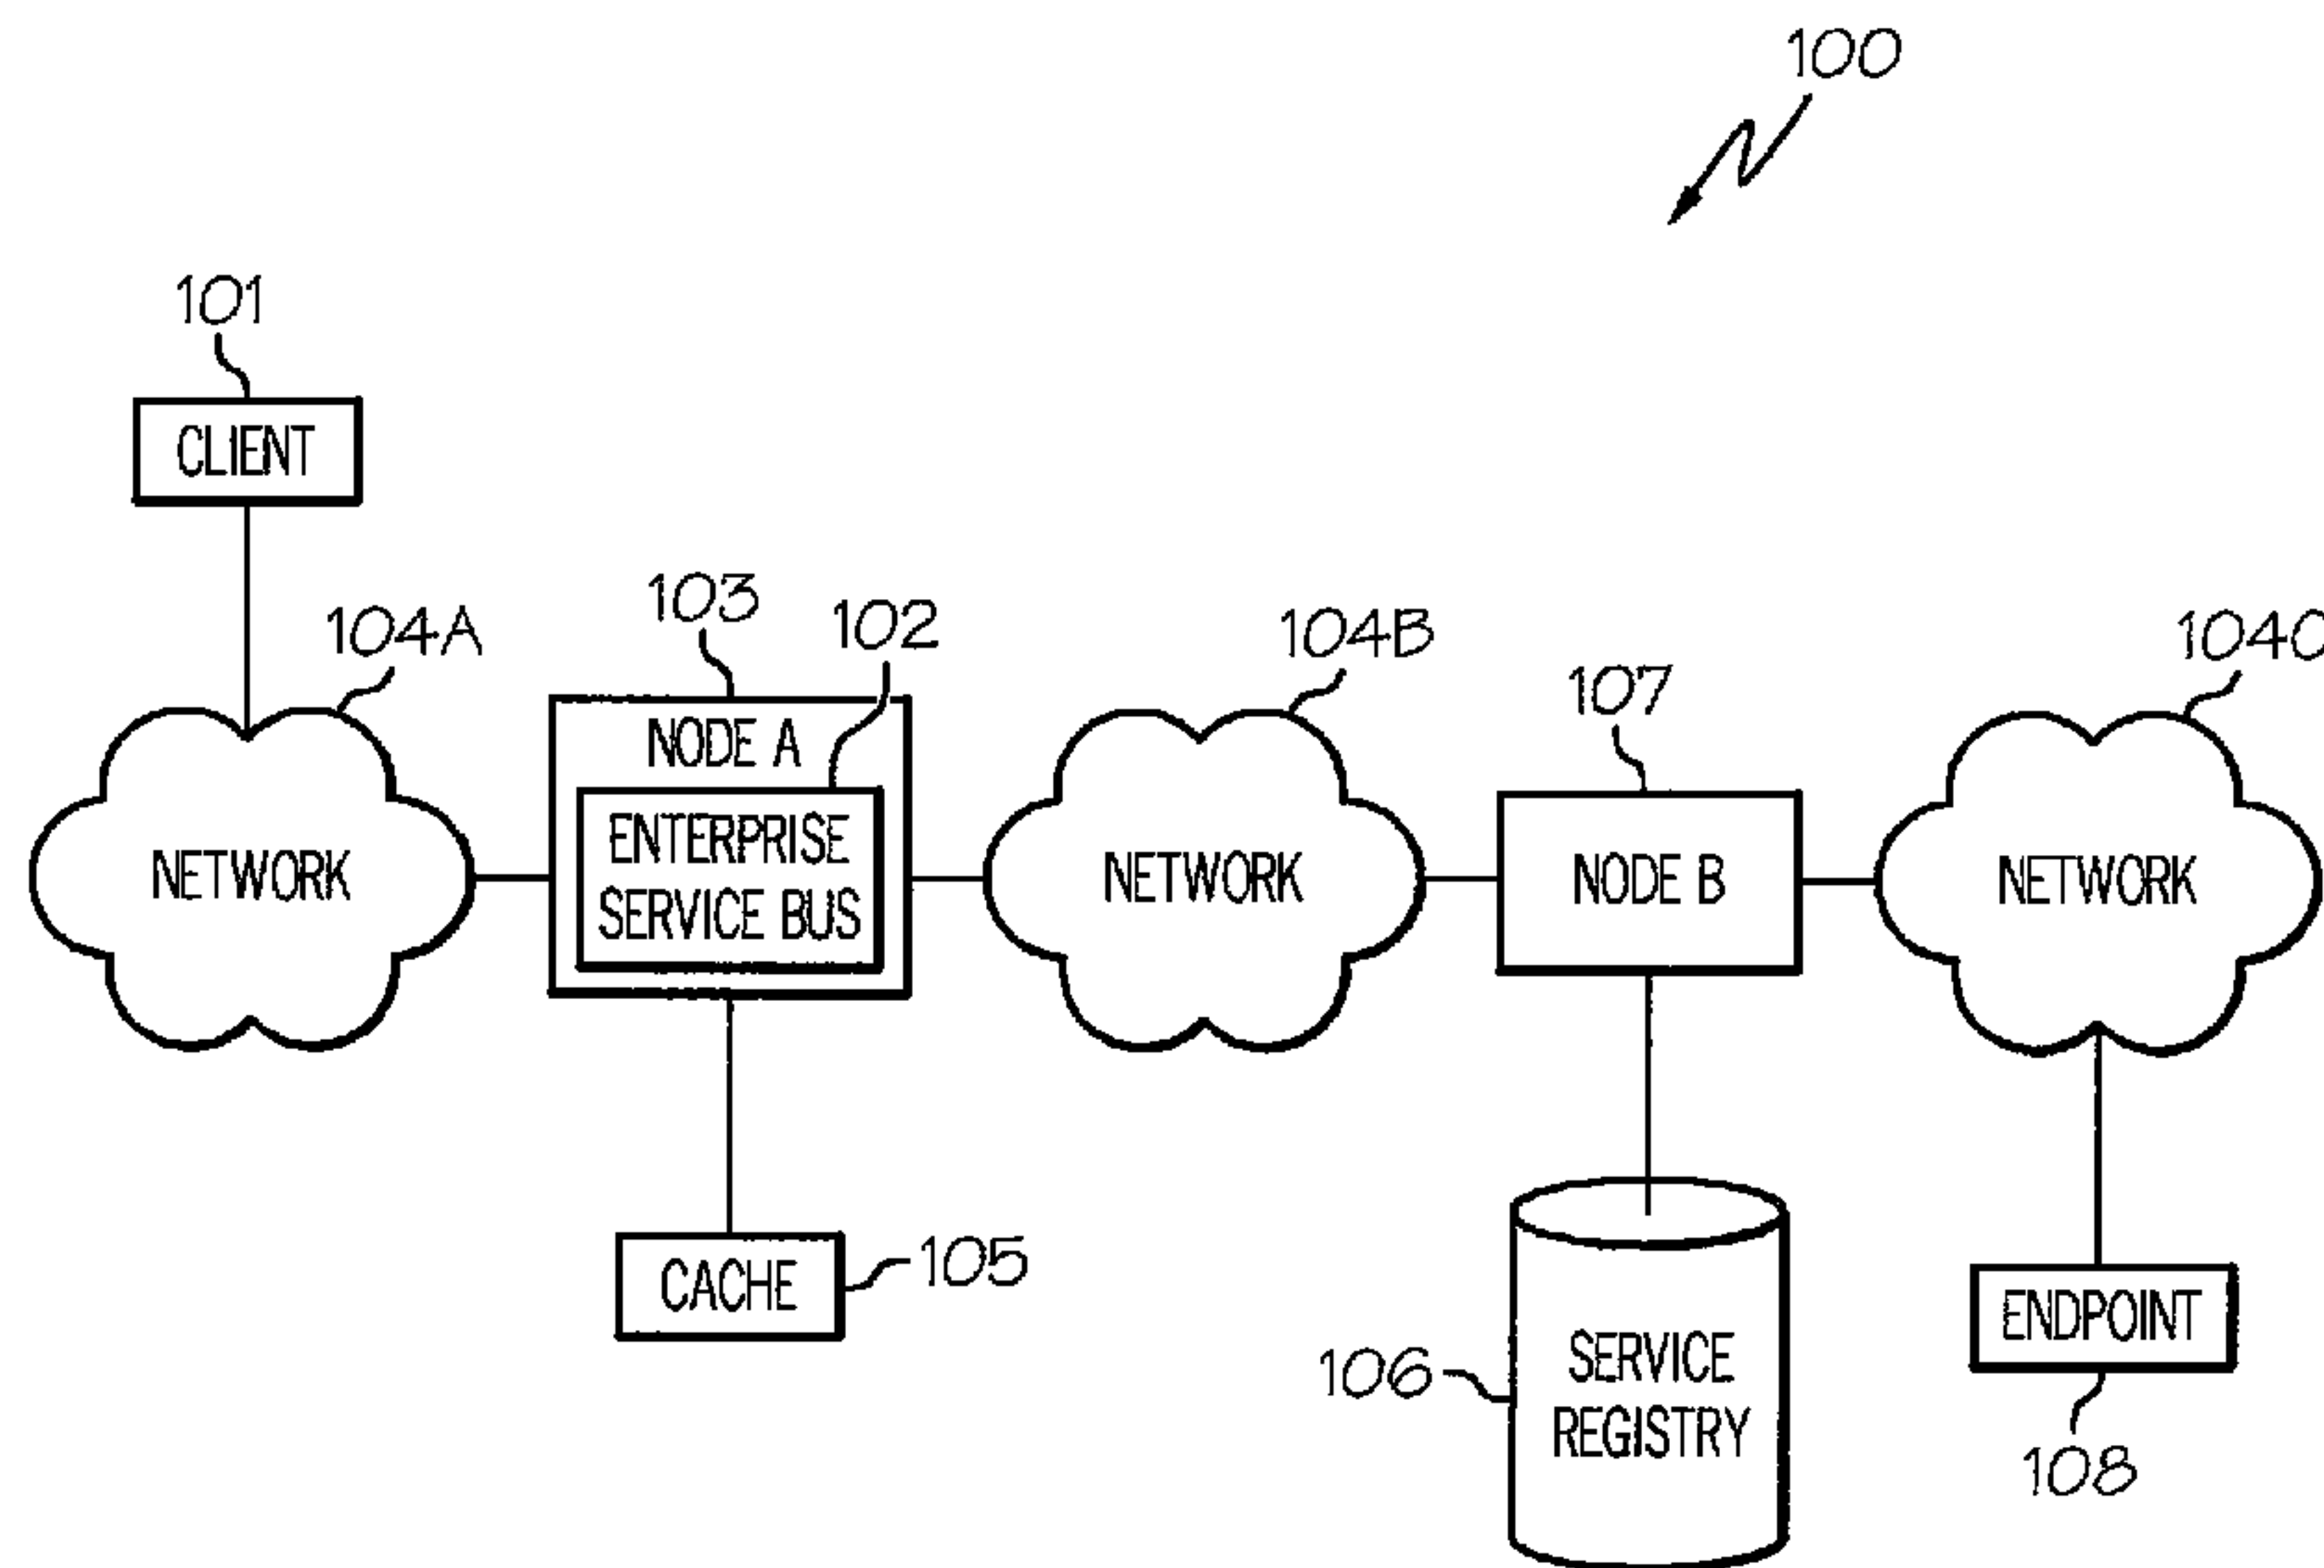 100
101
CLIENT
104A
103
102
104B
107
104C
NODE A
ENTERPRISE
SERVICE BUS
NETWORK
NETWORK
NODE B
NETWORK
CACHE
105
106
SERVICE
REGISTRY
ENDPOINT
108